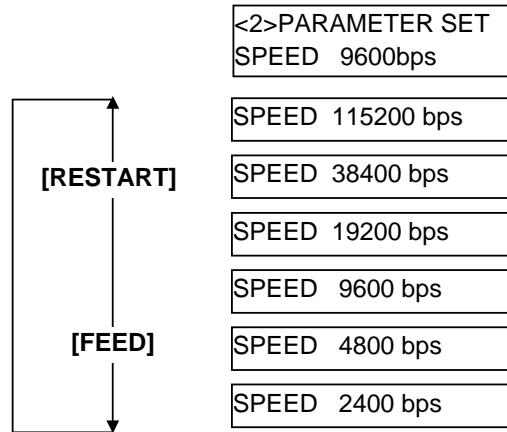 <2>PARAMETER SET
SPEED 9600bps
SPEED 115200 bps
[RESTART]
SPEED 38400 bps
SPEED 19200 bps
SPEED 9600 bps
[FEED]
SPEED 4800 bps
SPEED 2400 bps